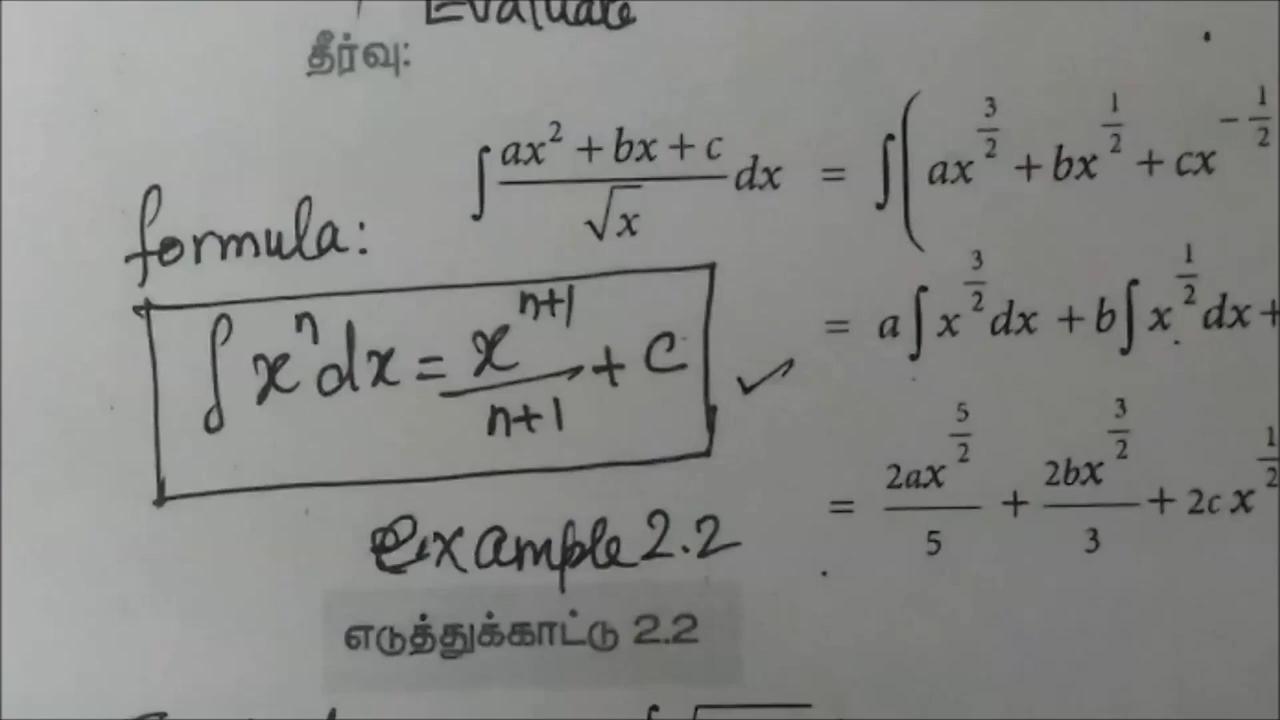 Evaluate
தீர்வு:
∫ (ax² + bx + c)/√x dx = ∫ ( ax^(3/2) + bx^(1/2) + cx^(-1/2)
formula:
∫ xⁿ dx = x^(n+1)/(n+1) + c
= a∫ x^(3/2) dx + b∫ x^(1/2) dx +
= 2ax^(5/2)/5 + 2bx^(3/2)/3 + 2c x^(1/2)
example 2.2
எடுத்துக்காட்டு 2.2